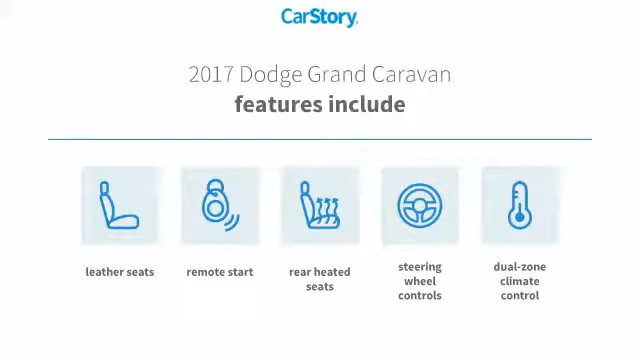 CarStory.
2017 Dodge Grand Caravan
features include
leather seats
remote start
rear heated
seats
steering
wheel
controls
dual-zone
climate
control